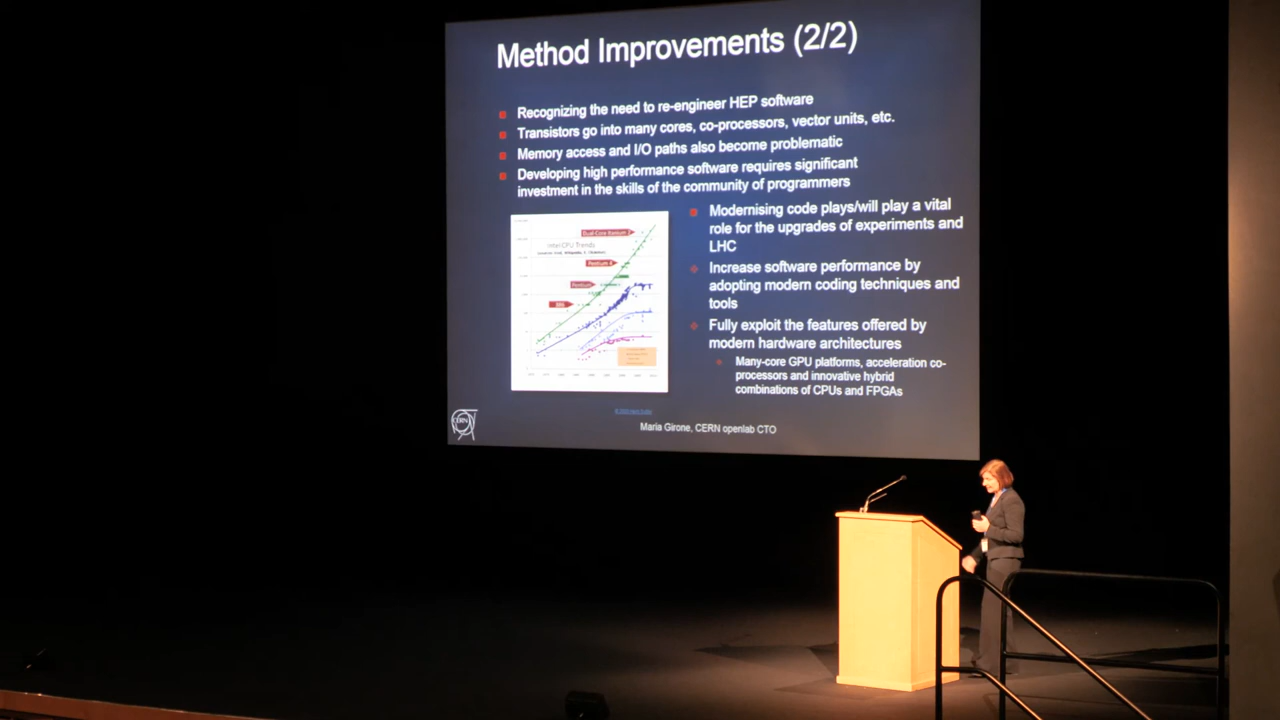 Method Improvements (2/2)
Recognizing the need to re-engineer HEP software
Transistors go into many cores, co-processors, vector units, etc.
Memory access and I/O paths also become problematic
Developing high performance software requires significant
investment in the skills of the community of programmers
Modernising code plays/will play a vital
role for the upgrades of experiments and
LHC
Increase software performance by
adopting modern coding techniques and
tools
Fully exploit the features offered by
modern hardware architectures
Many-core GPU platforms, acceleration co-
processors and innovative hybrid
combinations of CPUs and FPGAs
Dual-Core Itanium 2
Intel CPU Trends
Pentium 4
Pentium
386
CERN
Maria Girone, CERN openlab CTO